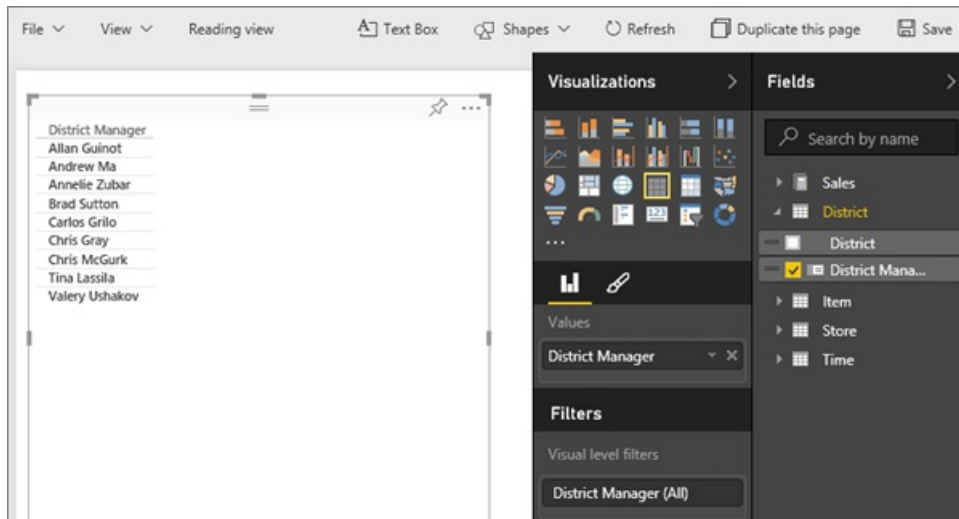 File View Reading view Text Box Shapes Refresh Duplicate this page Save
District Manager
Allan Guinot
Andrew Ma
Annelie Zubar
Brad Sutton
Carlos Grilo
Chris Gray
Chris McGurk
Tina Lassila
Valery Ushakov
Visualizations
123
Values
District Manager
Filters
Visual level filters
District Manager (All)
Fields
Search by name
Sales
District
District
District Mana...
Item
Store
Time